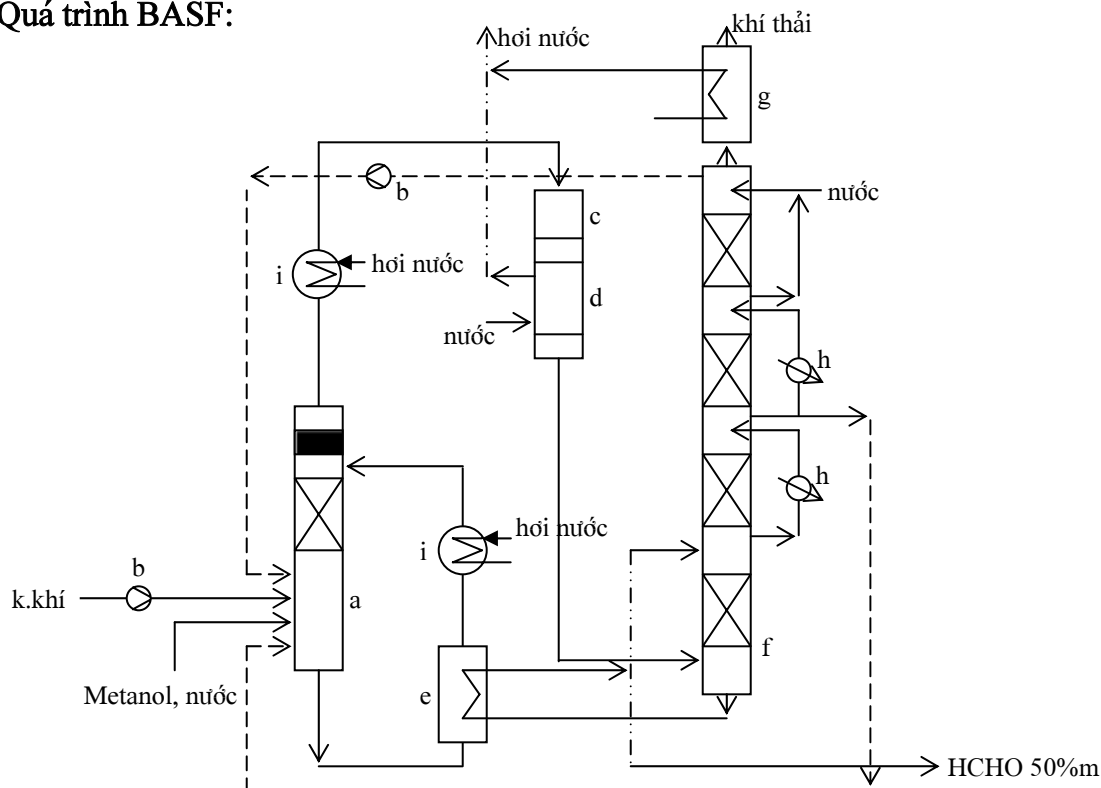 Quá trình BASF:
khí thải
hơi nước
g
b
nước
c
i
hơi nước
d
nước
h
h
hơi nước
i
b
k.khí
a
f
Metanol, nước
e
HCHO 50%m